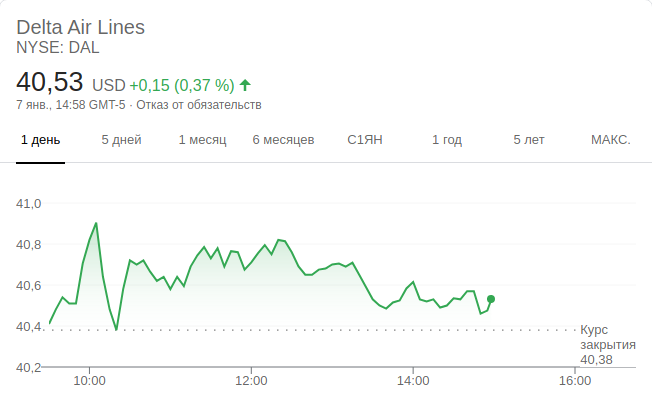 Delta Air Lines
NYSE: DAL
40,53 USD +0,15 (0,37 %)
7 янв., 14:58 GMT-5 · Отказ от обязательств
1 день 5 дней 1 месяц 6 месяцев С1ЯН 1 год 5 лет МАКС.
41,0
40,8
40,6
40,4
Курс
закрытия
40,38
40,2
10:00 12:00 14:00 16:00